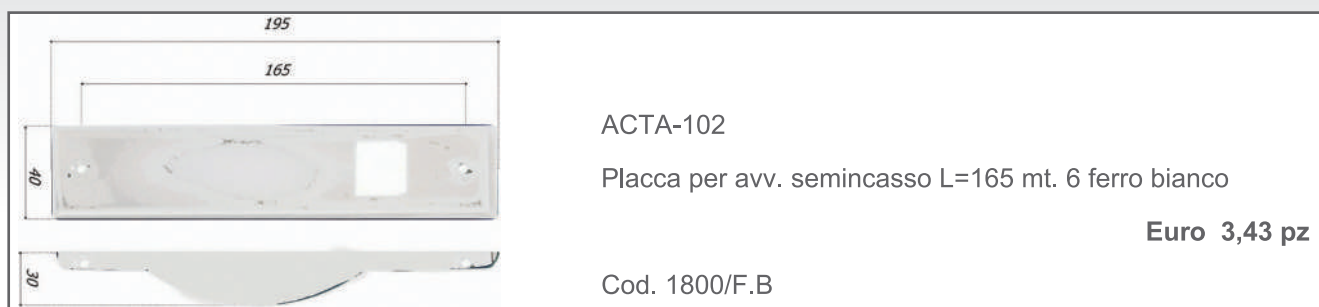 195
165
40
30
ACTA-102
Placca per avv. semincasso L=165 mt. 6 ferro bianco
Euro 3,43 pz
Cod. 1800/F.B